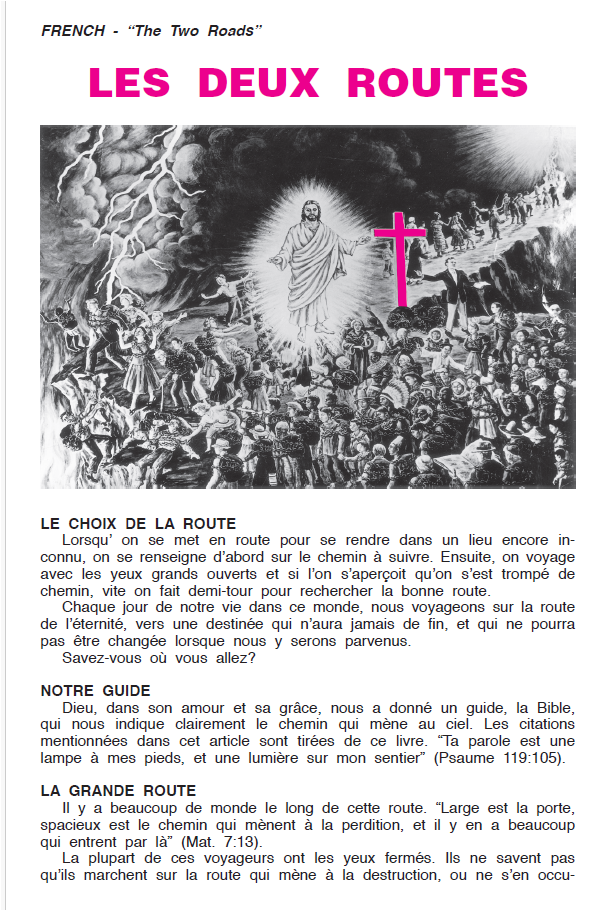 FRENCH - “The Two Roads”
LES DEUX ROUTES
LE CHOIX DE LA ROUTE
Lorsqu’ on se met en route pour se rendre dans un lieu encore in-
connu, on se renseigne d’abord sur le chemin à suivre. Ensuite, on voyage
avec les yeux grands ouverts et si l’on s’aperçoit qu’on s’est trompé de
chemin, vite on fait demi-tour pour rechercher la bonne route.
Chaque jour de notre vie dans ce monde, nous voyageons sur la route
de l’éternité, vers une destinée qui n’aura jamais de fin, et qui ne pourra
pas être changée lorsque nous y serons parvenus.
Savez-vous où vous allez?
NOTRE GUIDE
Dieu, dans son amour et sa grâce, nous a donné un guide, la Bible,
qui nous indique clairement le chemin qui mène au ciel. Les citations
mentionnées dans cet article sont tirées de ce livre. “Ta parole est une
lampe à mes pieds, et une lumière sur mon sentier” (Psaume 119:105).
LA GRANDE ROUTE
Il y a beaucoup de monde le long de cette route. “Large est la porte,
spacieux est le chemin qui mènent à la perdition, et il y en a beaucoup
qui entrent par là” (Mat. 7:13).
La plupart de ces voyageurs ont les yeux fermés. Ils ne savent pas
qu’ils marchent sur la route qui mène à la destruction, ou ne s’en occu-